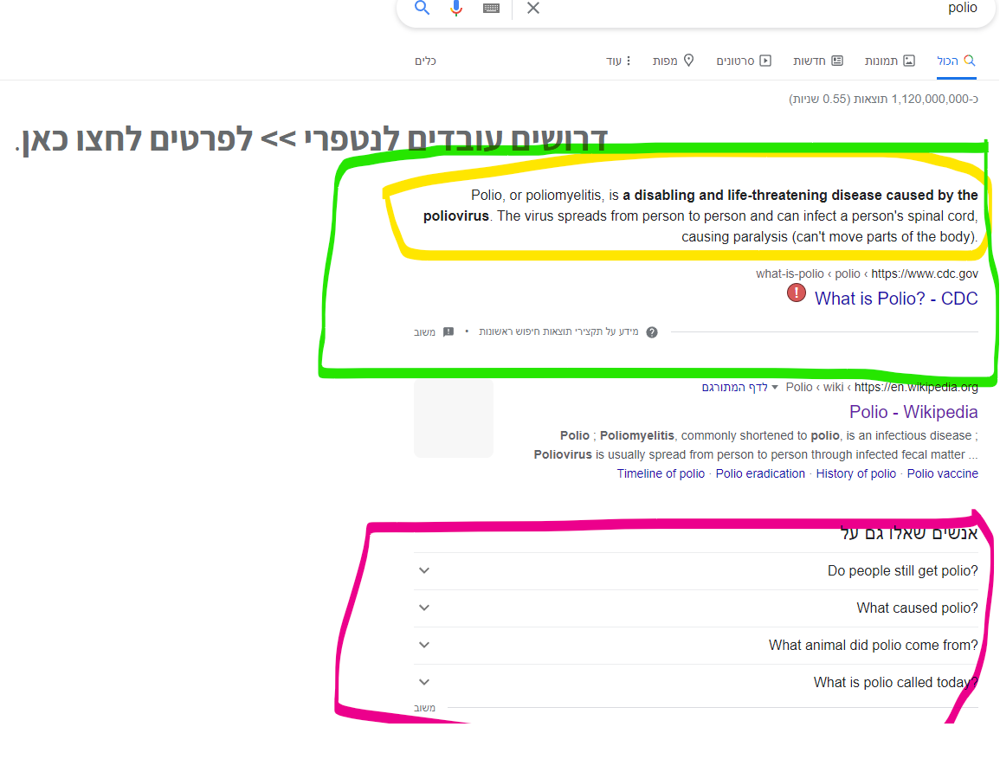 polio
הכול
תמונות
חדשות
סרטונים
מפות
עוד
כלים
כ-1,120,000,000 תוצאות (0.55 שניות)
דרושים עובדים לנטפרי >> לפרטים לחצו כאן.
Polio, or poliomyelitis, is a disabling and life-threatening disease caused by the
poliovirus. The virus spreads from person to person and can infect a person's spinal cord,
causing paralysis (can't move parts of the body).
https://www.cdc.gov › polio › what-is-polio
What is Polio? - CDC
מידע על תקצירי תוצאות חיפוש ראשונות • משוב
https://en.wikipedia.org › wiki › Polio לדף המתורגם
Polio - Wikipedia
Polio ; Poliomyelitis, commonly shortened to polio, is an infectious disease ;
Poliovirus is usually spread from person to person through infected fecal matter ...
Timeline of polio · Polio eradication · History of polio · Polio vaccine
אנשים שאלו גם על
Do people still get polio?
What caused polio?
What animal did polio come from?
What is polio called today?
משוב